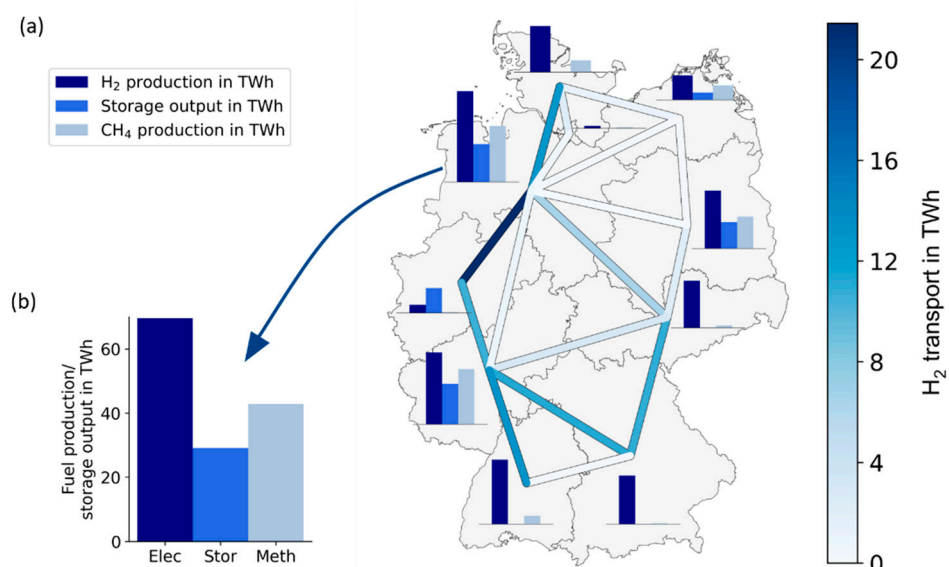 (a)
H₂ production in TWh
Storage output in TWh
CH₄ production in TWh
(b)
Fuel production/
storage output in TWh
60
40
20
0
Elec Stor Meth
20
16
12
8
4
0
H₂ transport in TWh